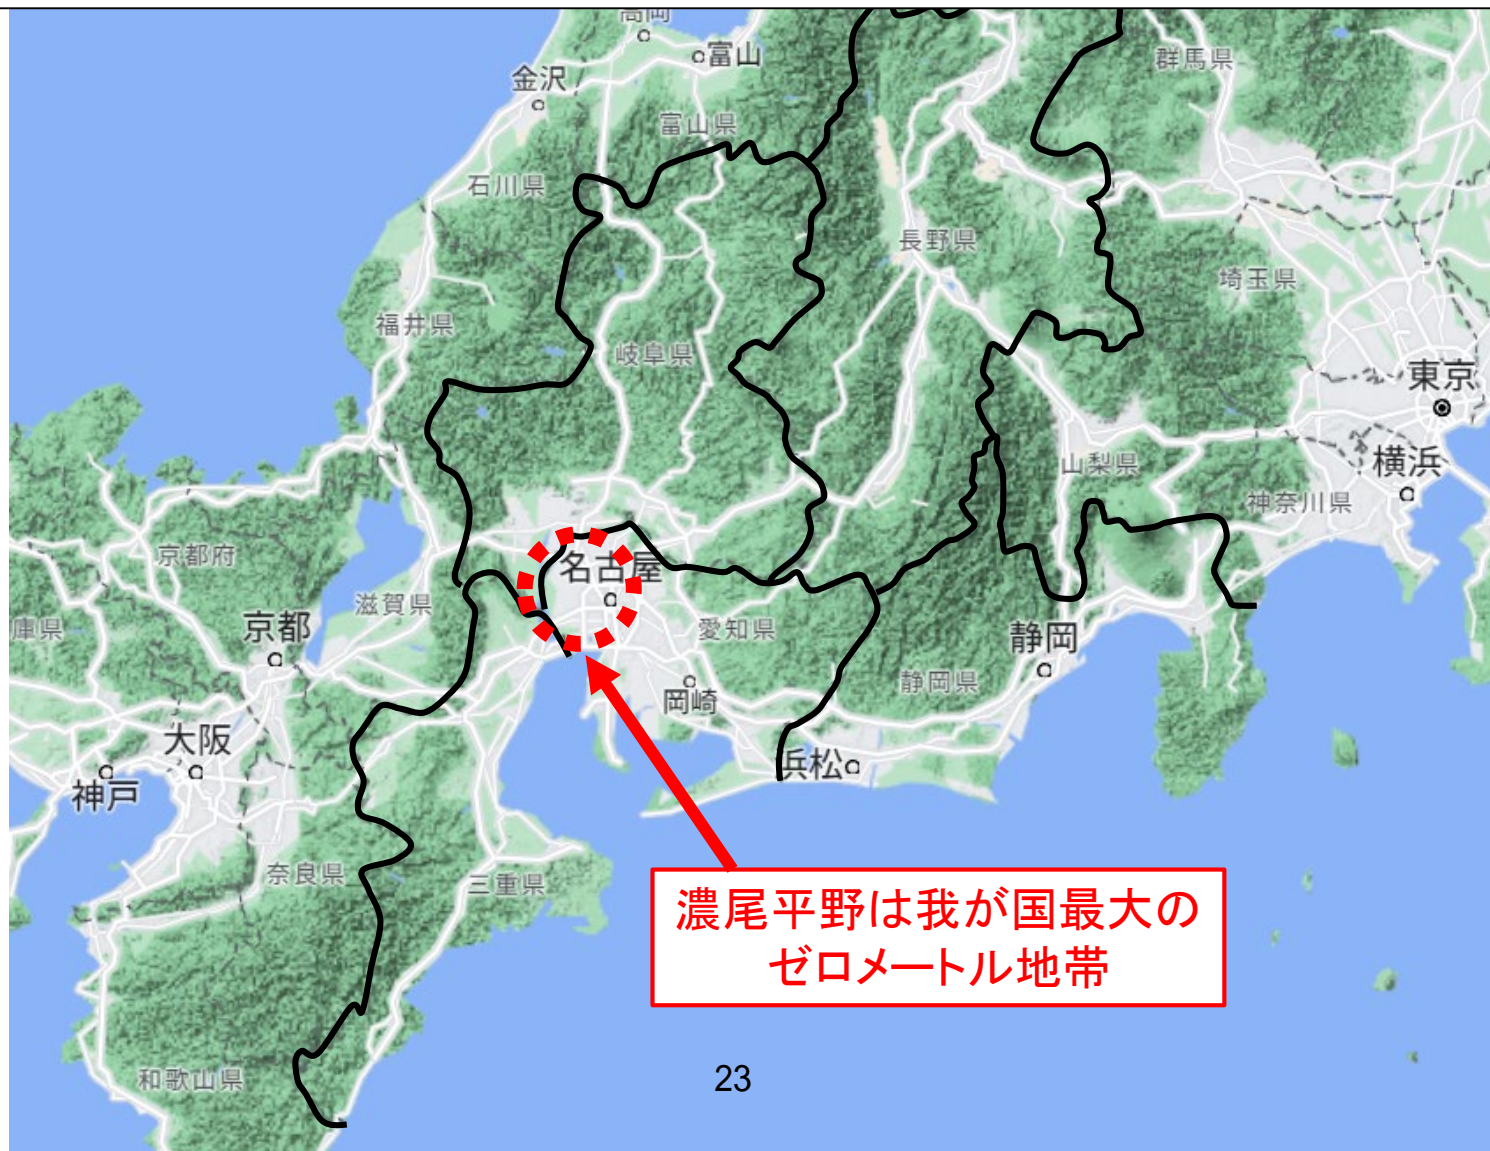 高岡
富山
金沢
群馬県
富山県
石川県
長野県
埼玉県
福井県
岐阜県
東京
山梨県
横浜
神奈川県
京都府
名古屋
滋賀県
愛知県
京都
庫県
静岡
静岡県
岡崎
大阪
浜松
神戸
奈良県
三重県
濃尾平野は我が国最大の
ゼロメートル地帯
和歌山県
23